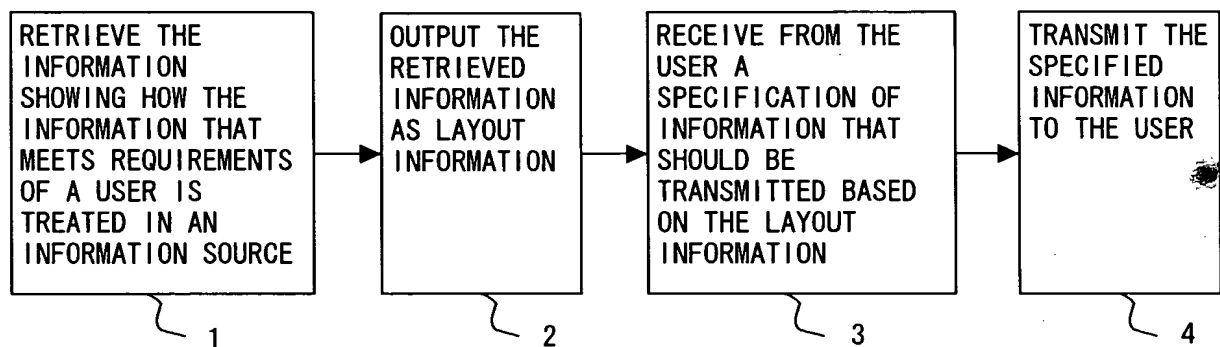 RETRIEVE THE
INFORMATION
SHOWING HOW THE
INFORMATION THAT
MEETS REQUIREMENTS
OF A USER IS
TREATED IN AN
INFORMATION SOURCE
OUTPUT THE
RETRIEVED
INFORMATION
AS LAYOUT
INFORMATION
RECEIVE FROM THE
USER A
SPECIFICATION OF
INFORMATION THAT
SHOULD BE
TRANSMITTED BASED
ON THE LAYOUT
INFORMATION
TRANSMIT THE
SPECIFIED
INFORMATION
TO THE USER
1
2
3
4